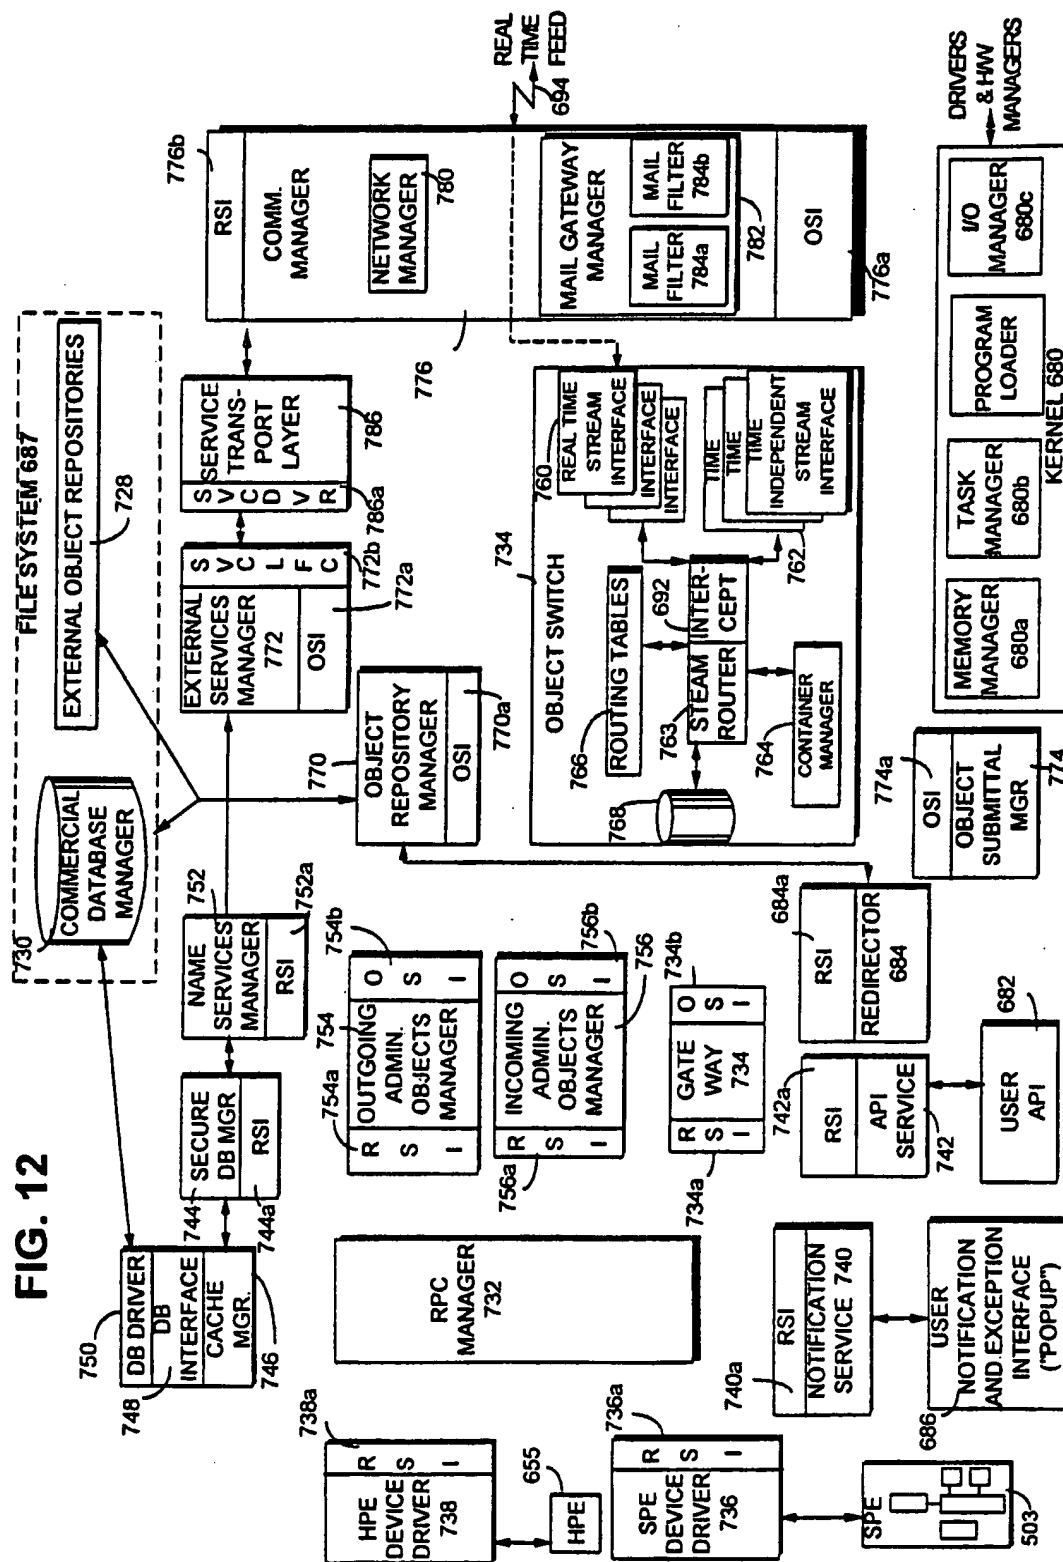 FIG. 12
750
DB DRIVER
DB
INTERFACE
748
CACHE
MGR.
746
744
SECURE
DB MGR
RSI
744a
NAME
SERVICES
MANAGER
752
RSI
752a
730
COMMERCIAL
DATABASE
MANAGER
FILE SYSTEM 687
EXTERNAL OBJECT REPOSITORIES
728
EXTERNAL
SERVICES
MANAGER
772
OSI
772a
S
V
C
L
F
C
772b
S
V
C
D
V
R
786a
SERVICE
TRANS-
PORT
LAYER
786
776b
RSI
COMM.
MANAGER
NETWORK
MANAGER
780
776
MAIL GATEWAY
MANAGER
MAIL
FILTER
784a
MAIL
FILTER
784b
782
OSI
776a
REAL
TIME
FEED
694
738a
HPE
DEVICE
DRIVER
738
R
S
I
655
HPE
736a
SPE
DEVICE
DRIVER
736
R
S
I
SPE
503
RPC
MANAGER
732
754a
R
S
I
754
OUTGOING
ADMIN.
OBJECTS
MANAGER
O
S
I
754b
756a
R
S
I
INCOMING
ADMIN.
OBJECTS
MANAGER
756
O
S
I
756b
734a
R
S
I
GATE
WAY
734
O
S
I
734b
770
OBJECT
REPOSITORY
MANAGER
OSI
770a
734
OBJECT SWITCH
766
ROUTING TABLES
692
763
STEAM
ROUTER
INTER-
CEPT
764
CONTAINER
MANAGER
768
760
REAL TIME
STREAM
INTERFACE
INTERFACE
INTERFACE
TIME
TIME
TIME
INDEPENDENT
STREAM
INTERFACE
762
740a
RSI
NOTIFICATION
SERVICE 740
686
USER
NOTIFICATION
AND EXCEPTION
INTERFACE
("POPUP")
742a
RSI
API
SERVICE
742
USER
API
682
684a
RSI
REDIRECTOR
684
774a
OSI
OBJECT
SUBMITTAL
MGR
774
MEMORY
MANAGER
680a
TASK
MANAGER
680b
PROGRAM
LOADER
I/O
MANAGER
680c
KERNEL 680
DRIVERS
& H/W
MANAGERS